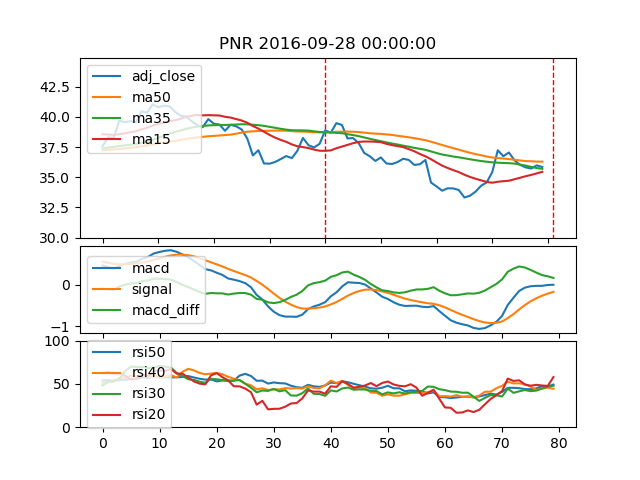 PNR 2016-09-28 00:00:00
42.5
40.0
37.5
35.0
32.5
30.0
adj_close
ma50
ma35
ma15
0
−1
macd
signal
macd_diff
100
50
0
rsi50
rsi40
rsi30
rsi20
0 10 20 30 40 50 60 70 80